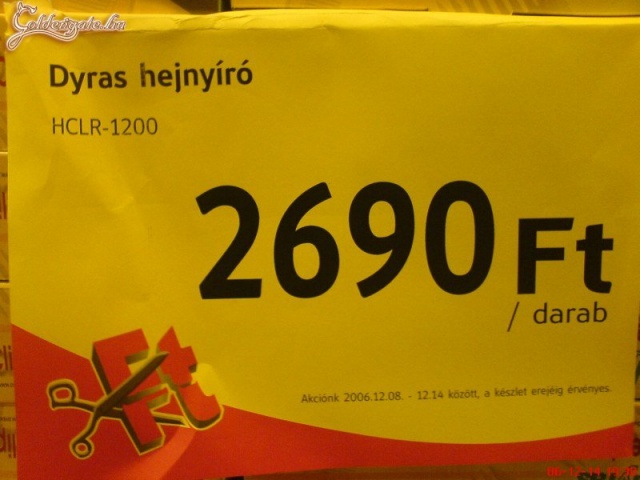 Goldengate.hu
Dyras hejnyíró
HCLR-1200
2690 Ft
/ darab
Ft
Akciónk 2006.12.08. - 12.14 között, a készlet erejéig érvényes.